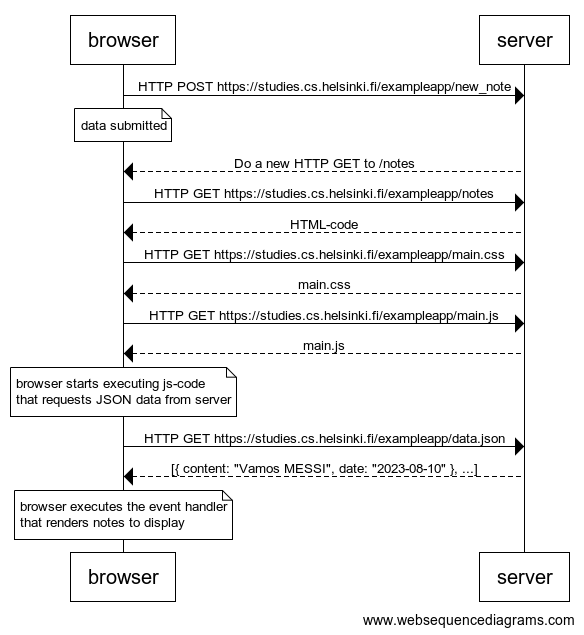 browser
server
HTTP POST https://studies.cs.helsinki.fi/exampleapp/new_note
data submitted
Do a new HTTP GET to /notes
HTTP GET https://studies.cs.helsinki.fi/exampleapp/notes
HTML-code
HTTP GET https://studies.cs.helsinki.fi/exampleapp/main.css
main.css
HTTP GET https://studies.cs.helsinki.fi/exampleapp/main.js
main.js
browser starts executing js-code
that requests JSON data from server
HTTP GET https://studies.cs.helsinki.fi/exampleapp/data.json
[{ content: "Vamos MESSI", date: "2023-08-10" }, ...]
browser executes the event handler
that renders notes to display
browser
server
www.websequencediagrams.com